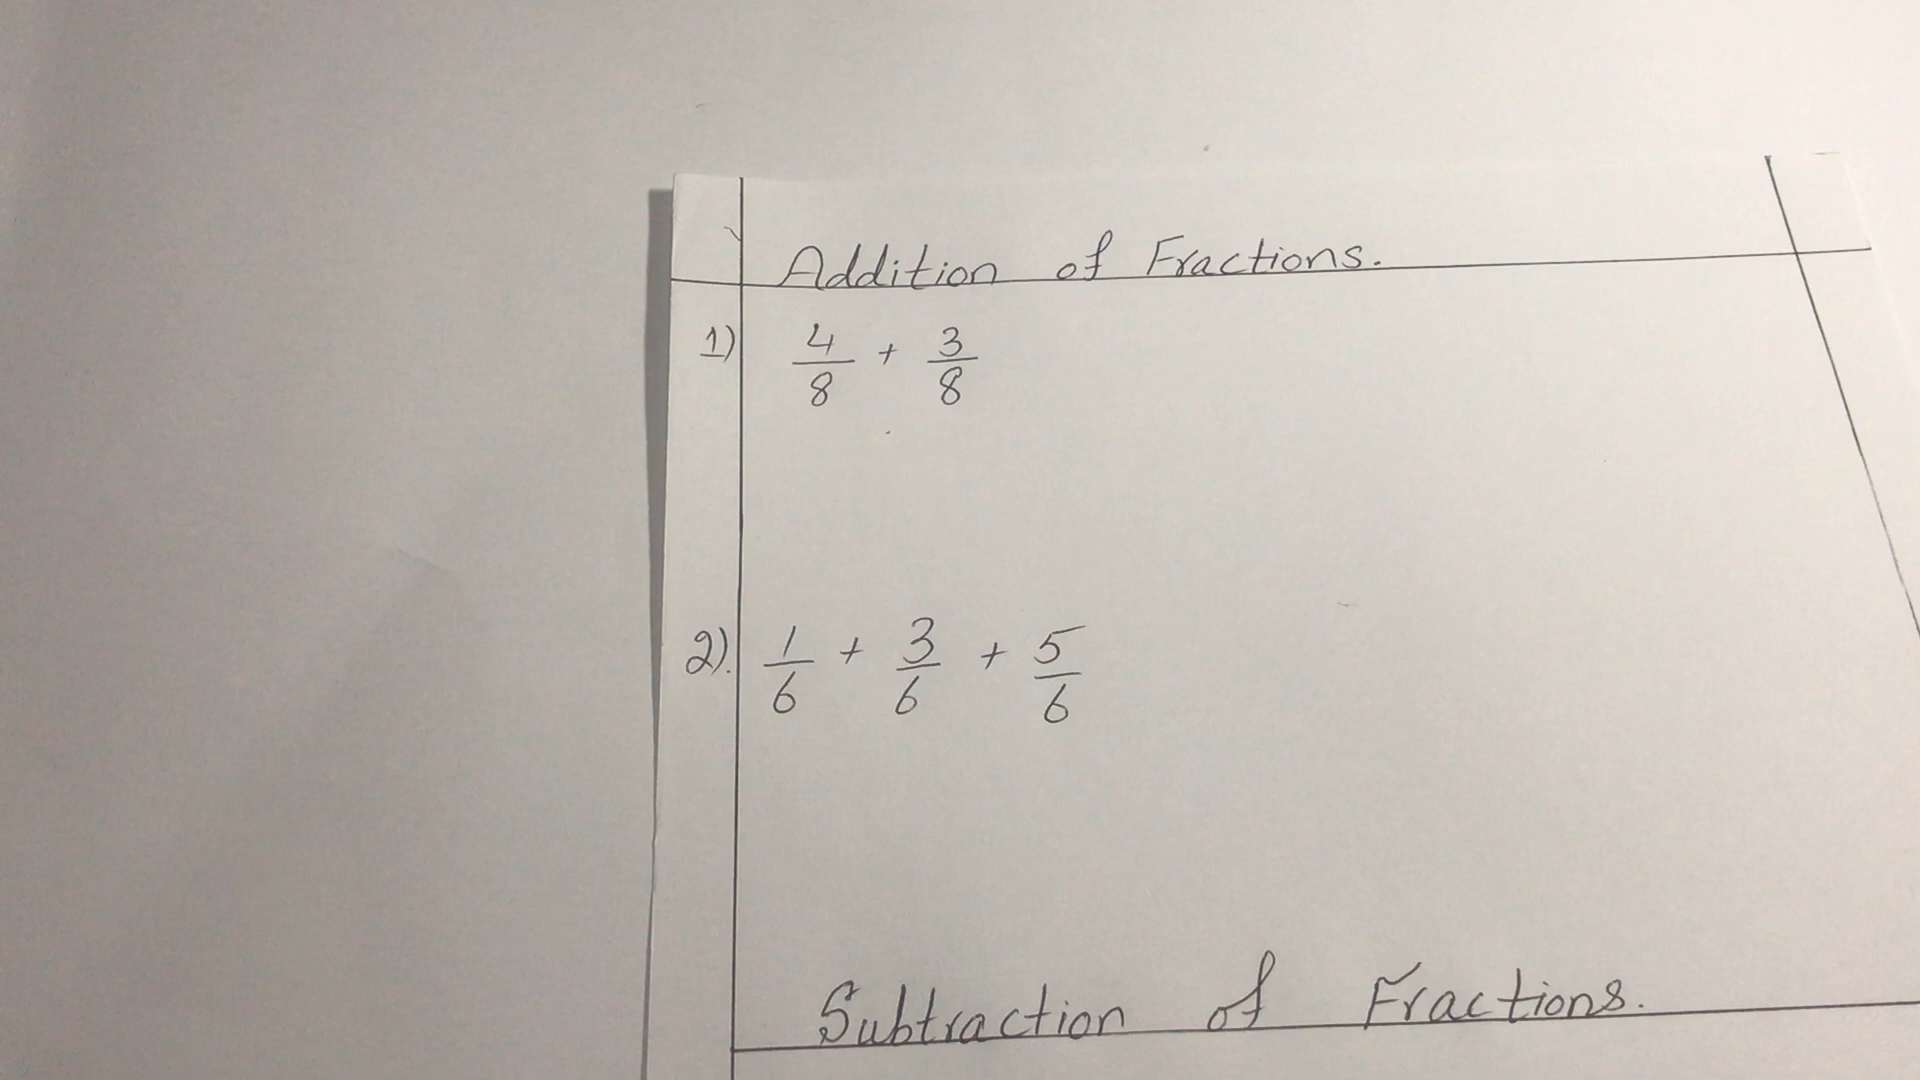 Addition of Fractions.
1) 4/8 + 3/8
2). 1/6 + 3/6 + 5/6
Subtraction of Fractions.